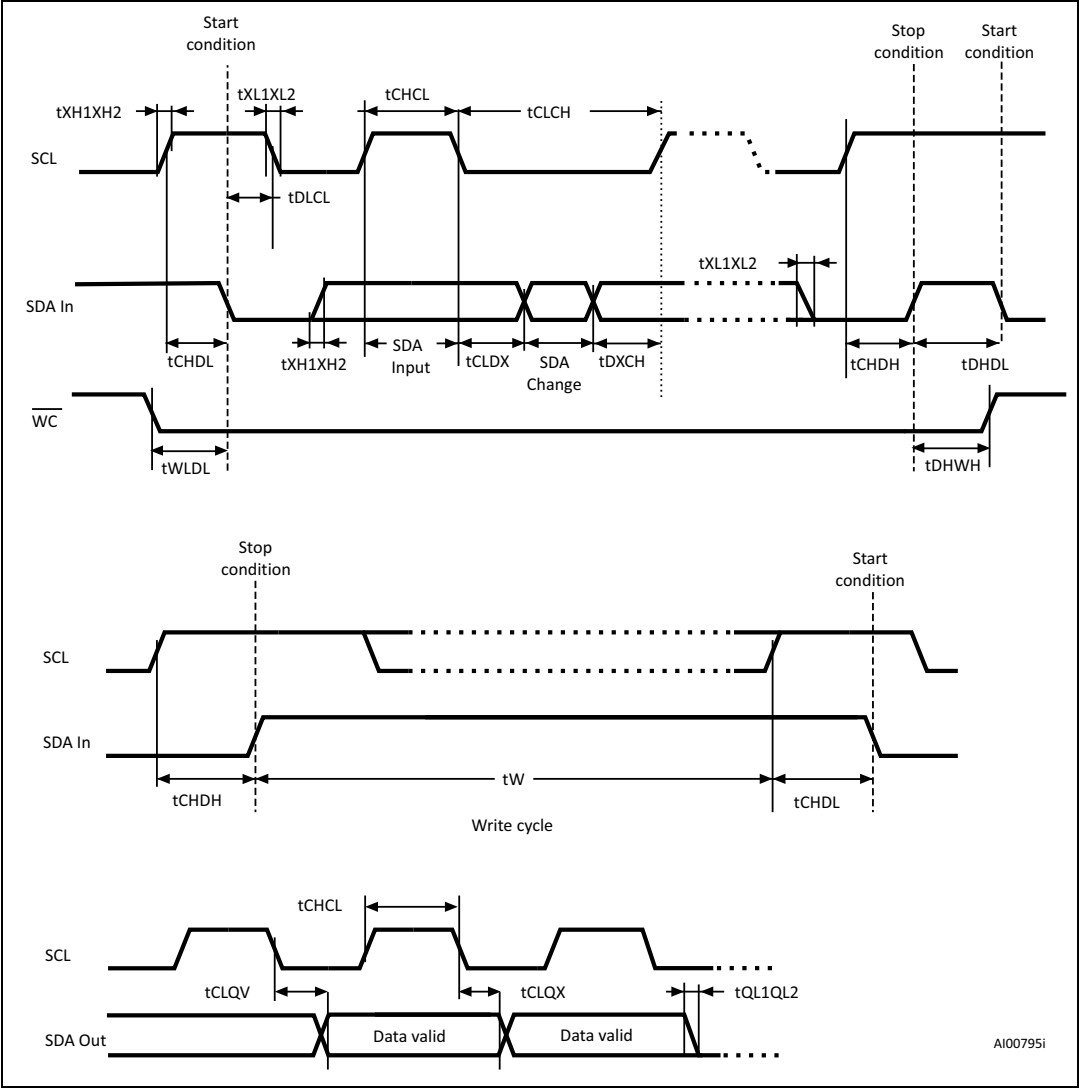 Start
condition
Stop
condition
Start
condition
tXH1XH2
tXL1XL2
tCHCL
tCLCH
SCL
tDLCL
tXL1XL2
SDA In
tCHDL
tXH1XH2
SDA
Input
tCLDX
SDA
Change
tDXCH
tCHDH
tDHDL
WC
tWLDL
tDHWH
Stop
condition
Start
condition
SCL
SDA In
tCHDH
tW
tCHDL
Write cycle
tCHCL
SCL
tCLQV
tCLQX
tQL1QL2
SDA Out
Data valid
Data valid
AI00795i